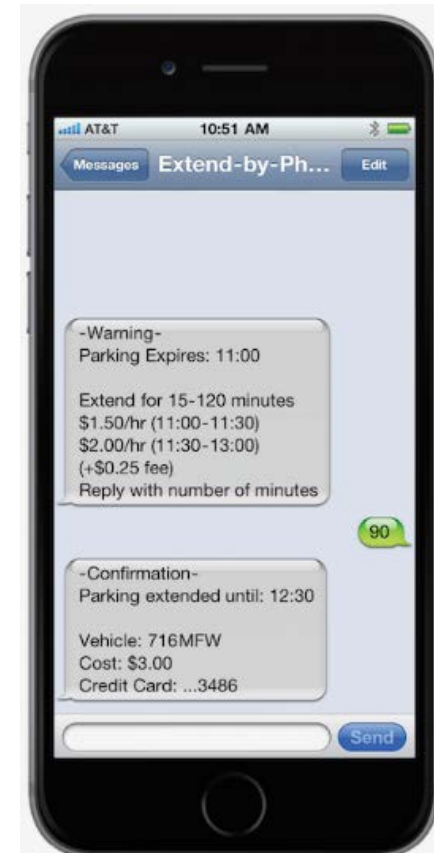 AT&T 10:51 AM
Messages Extend-by-Ph... Edit
-Warning-
Parking Expires: 11:00
Extend for 15-120 minutes
$1.50/hr (11:00-11:30)
$2.00/hr (11:30-13:00)
(+$0.25 fee)
Reply with number of minutes
90
-Confirmation-
Parking extended until: 12:30
Vehicle: 716MFW
Cost: $3.00
Credit Card: ...3486
Send